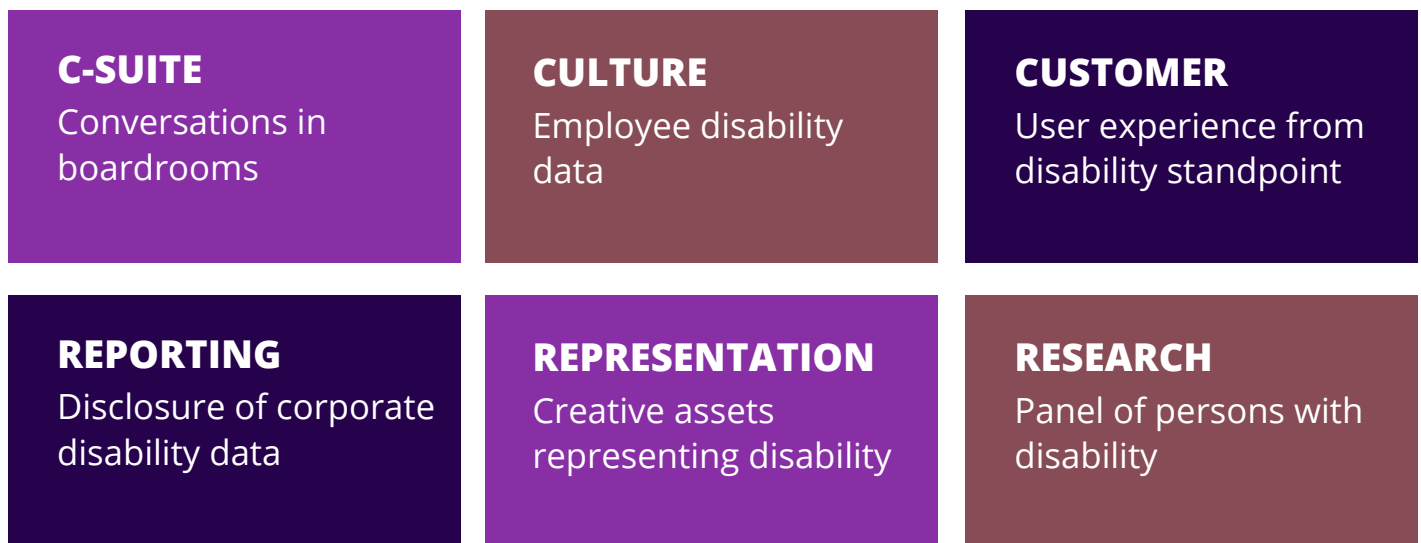 C-SUITE
Conversations in
boardrooms
CULTURE
Employee disability
data
CUSTOMER
User experience from
disability standpoint
REPORTING
Disclosure of corporate
disability data
REPRESENTATION
Creative assets
representing disability
RESEARCH
Panel of persons with
disability